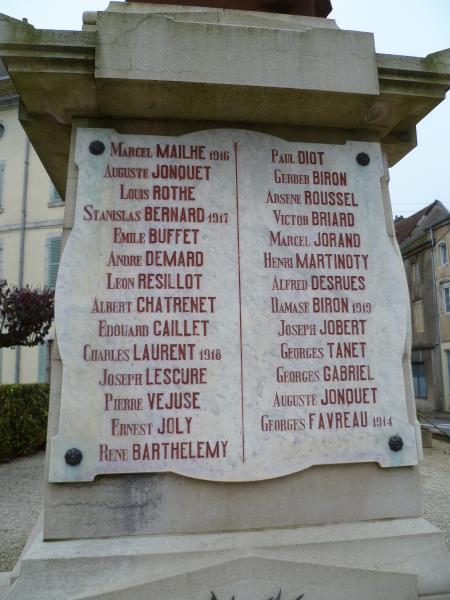 Marcel MAILHE 1916
Auguste JONQUET
Louis ROTHE
Stanislas BERNARD 1917
Emile BUFFET
Andre DEMARD
Leon RESILLOT
Albert CHATRENET
Edouard CAILLET
Charles LAURENT 1918
Joseph LESCURE
Pierre VEJUSE
Ernest JOLY
Rene BARTHELEMY
Paul DIOT
Gerber BIRON
Arsene ROUSSEL
Victor BRIARD
Marcel JORAND
Henri MARTINOTY
Alfred DESRUES
Damase BIRON 1919
Joseph JOBERT
Georges TANET
Georges GABRIEL
Auguste JONQUET
Georges FAVREAU 1914